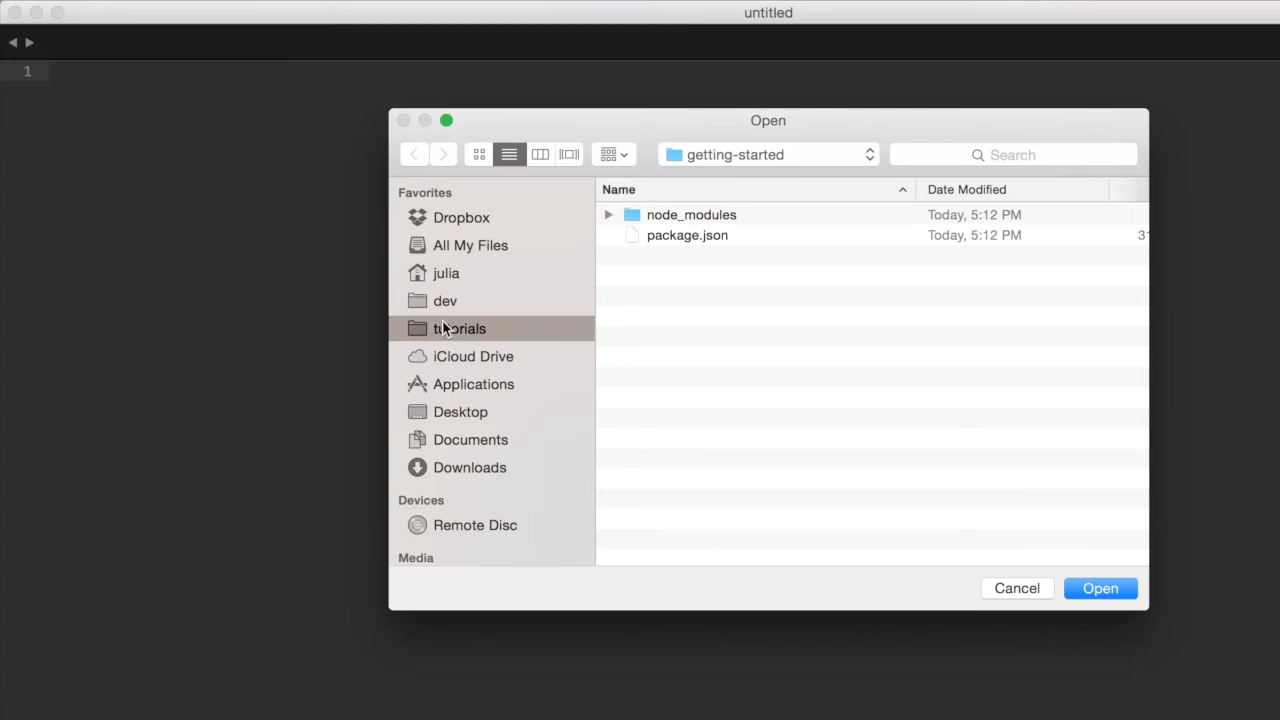 untitled
1
Open
getting-started
Search
Favorites
Name
Date Modified
Dropbox
node_modules
Today, 5:12 PM
package.json
Today, 5:12 PM
31
All My Files
julia
dev
tutorials
iCloud Drive
Applications
Desktop
Documents
Downloads
Devices
Remote Disc
Media
Cancel
Open